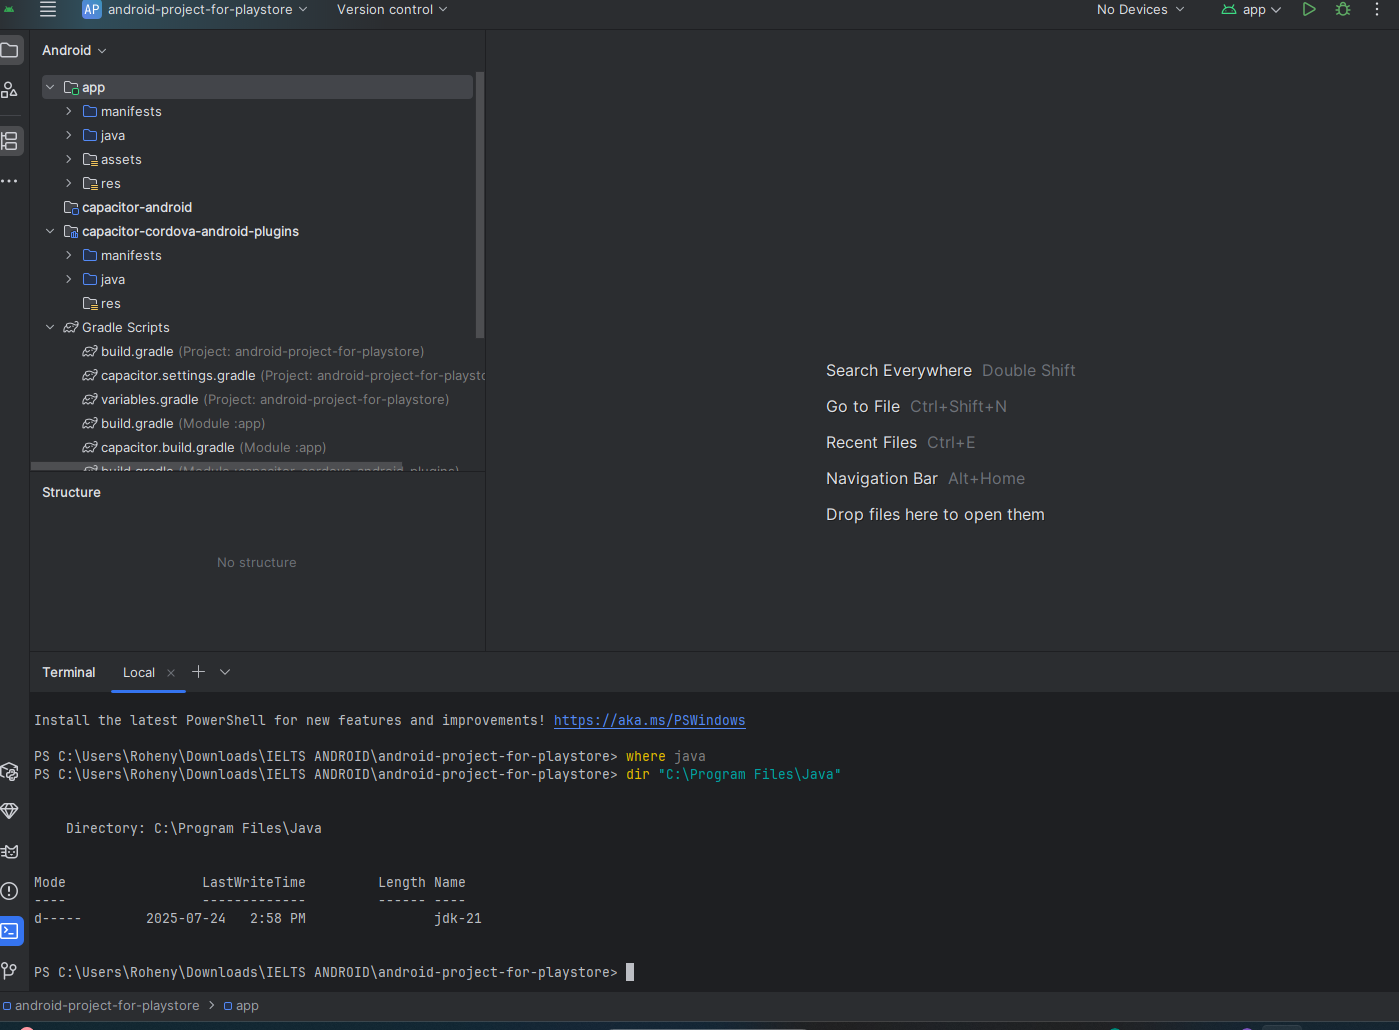 AP android-project-for-playstore Version control No Devices app
Android
app
manifests
java
assets
res
capacitor-android
capacitor-cordova-android-plugins
manifests
java
res
Gradle Scripts
build.gradle (Project: android-project-for-playstore)
capacitor.settings.gradle (Project: android-project-for-playsto
variables.gradle (Project: android-project-for-playstore)
build.gradle (Module :app)
capacitor.build.gradle (Module :app)
build.gradle (Module :capacitor-cordova-android-plugins)
Structure
No structure
Search Everywhere Double Shift
Go to File Ctrl+Shift+N
Recent Files Ctrl+E
Navigation Bar Alt+Home
Drop files here to open them
Terminal Local
Install the latest PowerShell for new features and improvements! https://aka.ms/PSWindows
PS C:\Users\Roheny\Downloads\IELTS ANDROID\android-project-for-playstore> where java
PS C:\Users\Roheny\Downloads\IELTS ANDROID\android-project-for-playstore> dir "C:\Program Files\Java"
Directory: C:\Program Files\Java
Mode LastWriteTime Length Name
---- ------------- ------ ----
d----- 2025-07-24 2:58 PM jdk-21
PS C:\Users\Roheny\Downloads\IELTS ANDROID\android-project-for-playstore>
android-project-for-playstore > app